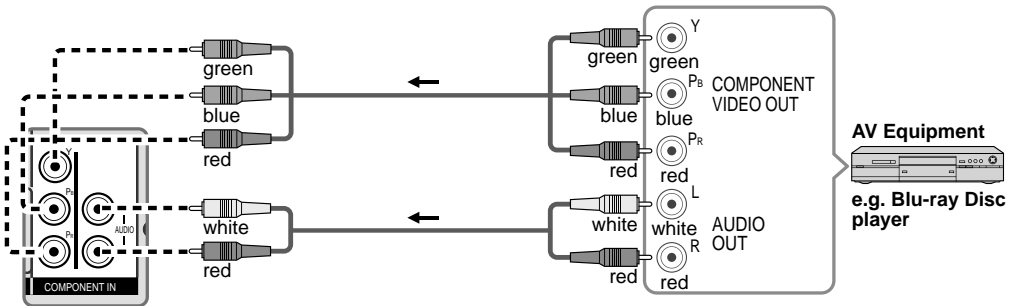 green
blue
red
white
red
Y
PB
PR
AUDIO
COMPONENT IN
green
blue
red
white
red
Y
green
PB
blue
PR
red
L
white
R
red
COMPONENT
VIDEO OUT
AUDIO
OUT
AV Equipment
e.g. Blu-ray Disc
player